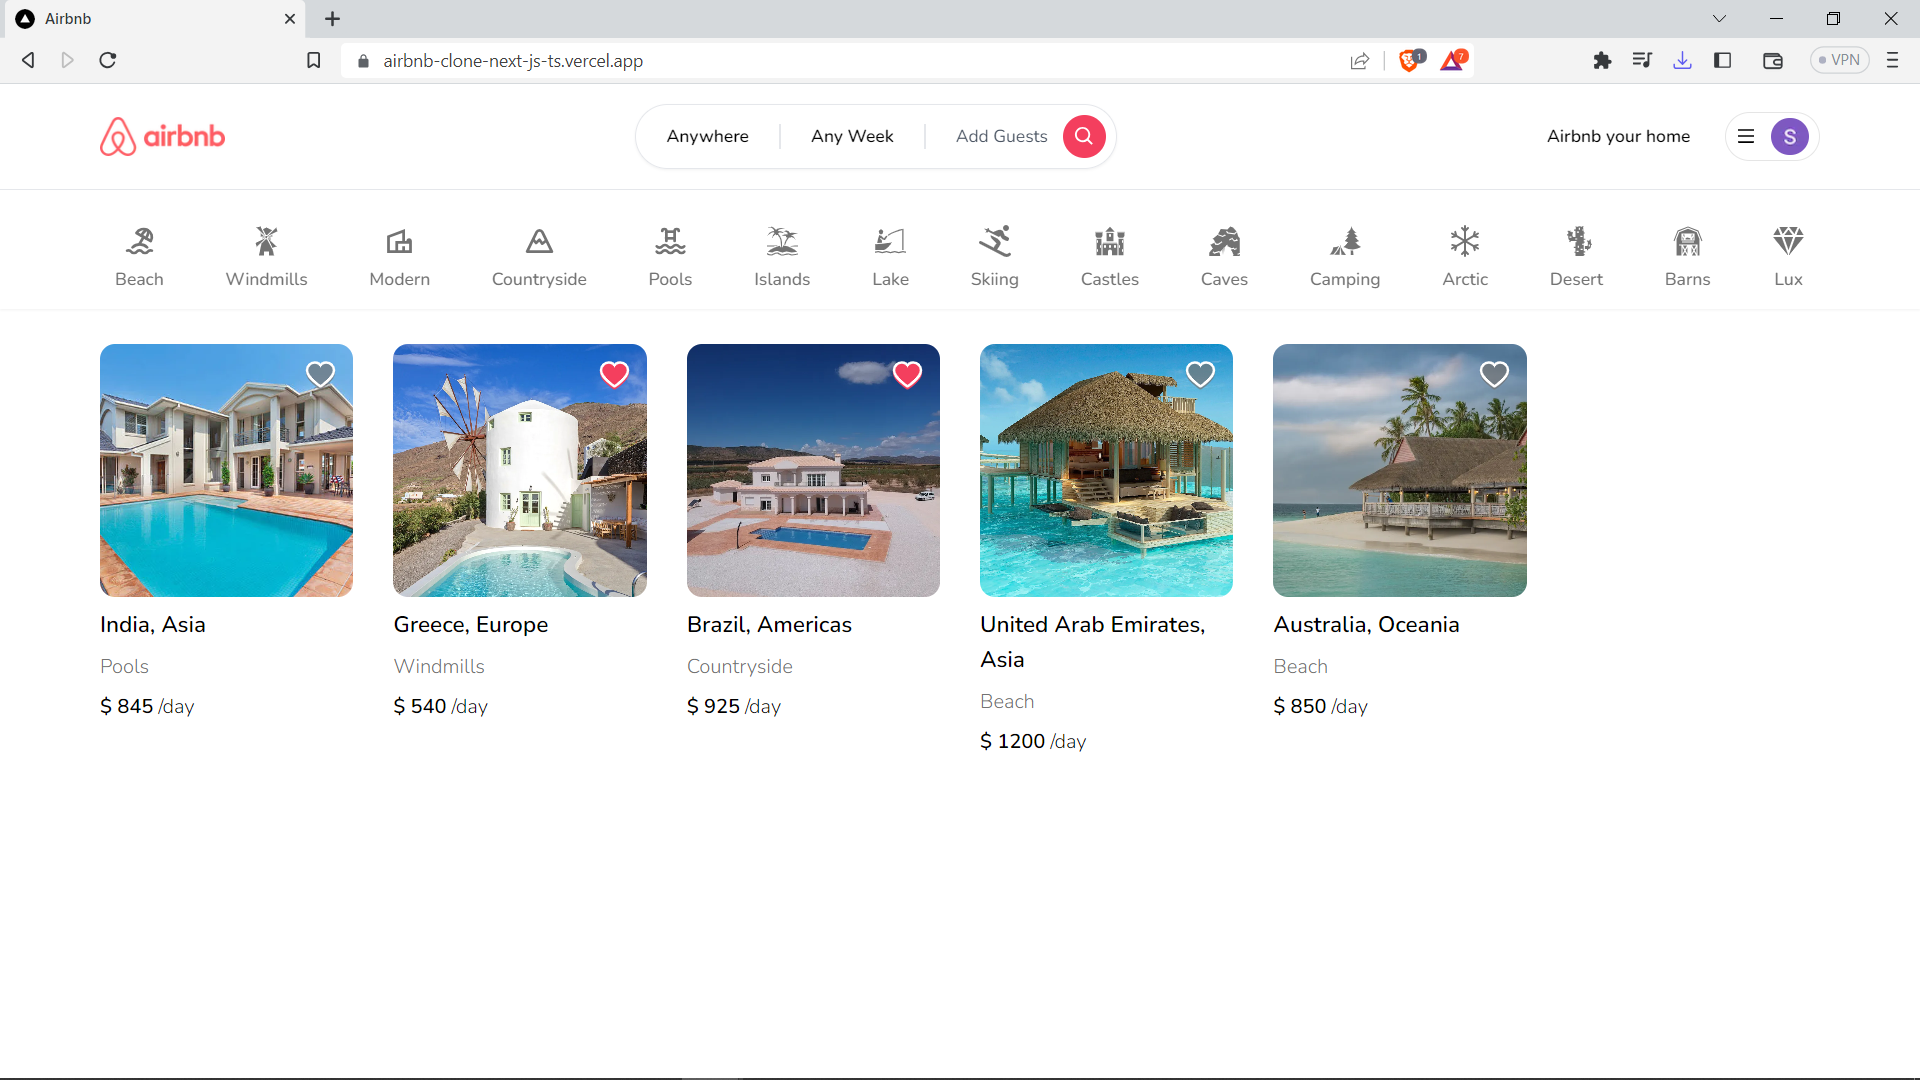 Airbnb
airbnb-clone-next-js-ts.vercel.app
1
7
VPN
airbnb
Anywhere
Any Week
Add Guests
Airbnb your home
S
Beach
Windmills
Modern
Countryside
Pools
Islands
Lake
Skiing
Castles
Caves
Camping
Arctic
Desert
Barns
Lux
India, Asia
Pools
$ 845 /day
Greece, Europe
Windmills
$ 540 /day
Brazil, Americas
Countryside
$ 925 /day
United Arab Emirates,
Asia
Beach
$ 1200 /day
Australia, Oceania
Beach
$ 850 /day